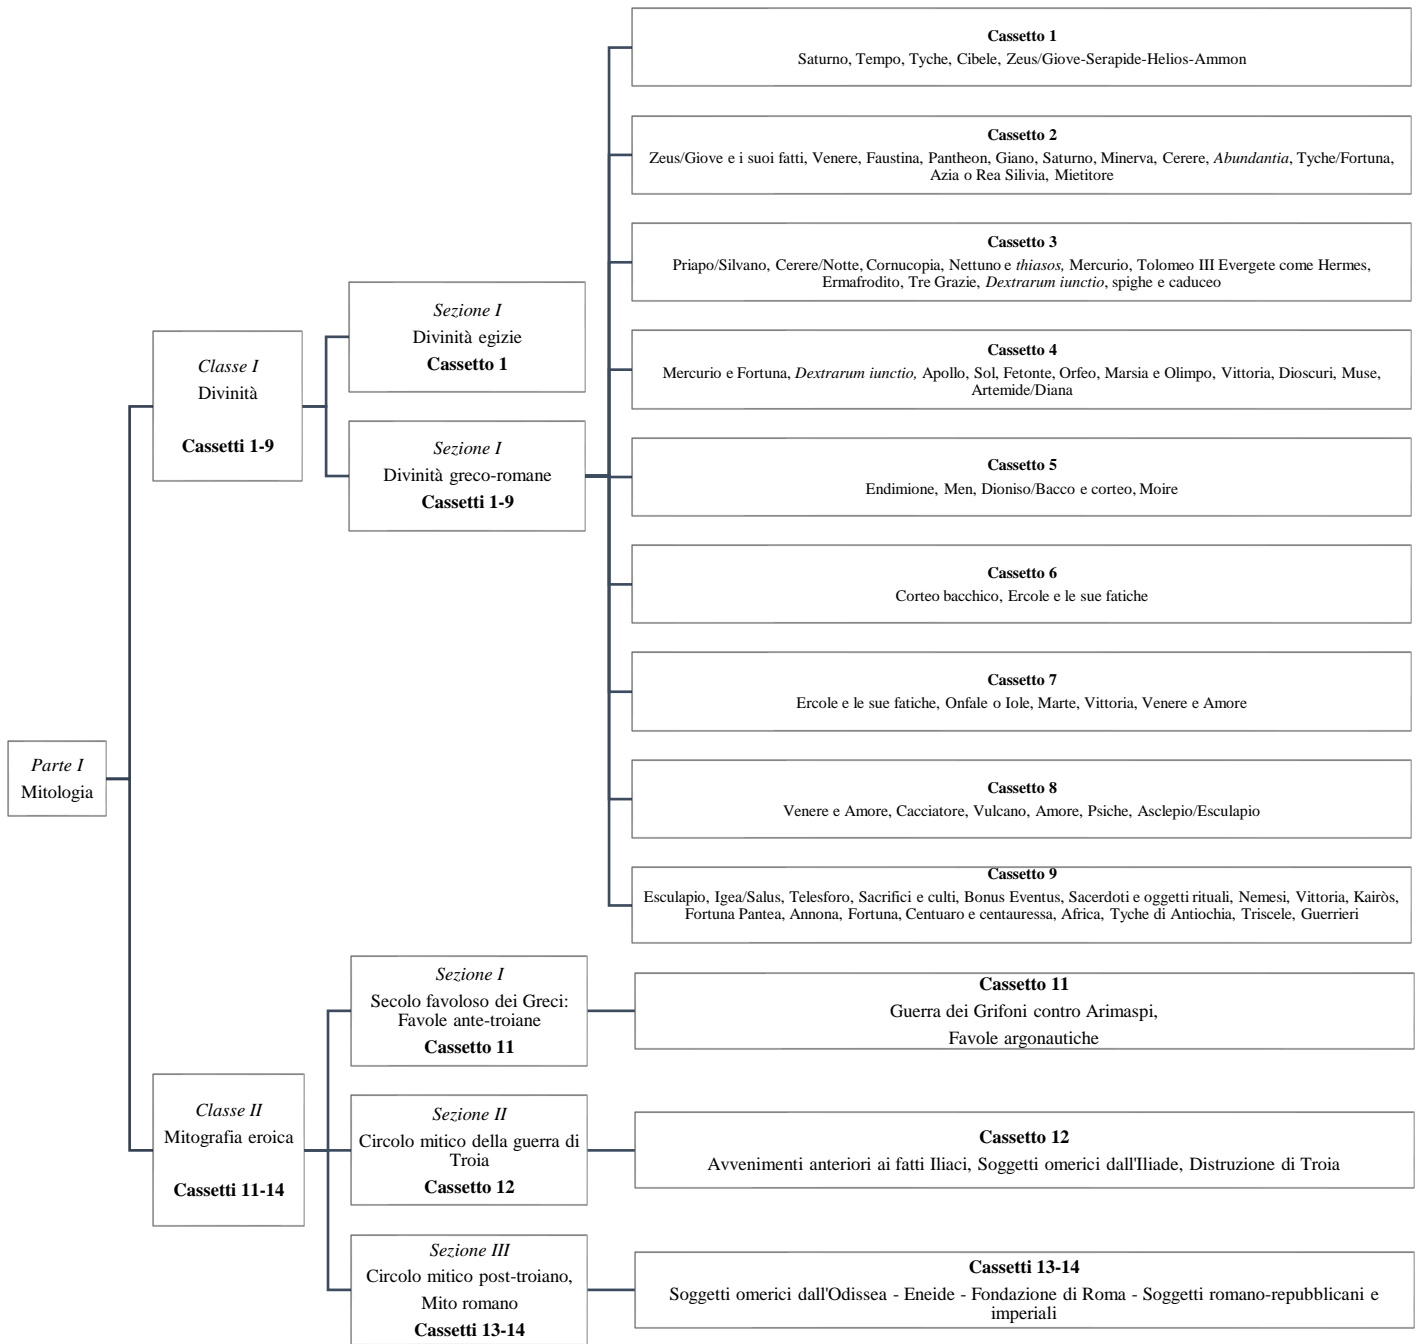 Parte I
Mitologia
Classe I
Divinità
Cassetti 1-9
Sezione I
Divinità egizie
Cassetto 1
Sezione I
Divinità greco-romane
Cassetti 1-9
Cassetto 1
Saturno, Tempo, Tyche, Cibele, Zeus/Giove-Serapide-Helios-Ammon
Cassetto 2
Zeus/Giove e i suoi fatti, Venere, Faustina, Pantheon, Giano, Saturno, Minerva, Cerere, Abundantia, Tyche/Fortuna,
Azia o Rea Silivia, Mietitore
Cassetto 3
Priapo/Silvano, Cerere/Notte, Cornucopia, Nettuno e thiasos, Mercurio, Tolomeo III Evergete come Hermes,
Ermafrodito, Tre Grazie, Dextrarum iunctio, spighe e caduceo
Cassetto 4
Mercurio e Fortuna, Dextrarum iunctio, Apollo, Sol, Fetonte, Orfeo, Marsia e Olimpo, Vittoria, Dioscuri, Muse,
Artemide/Diana
Cassetto 5
Endimione, Men, Dioniso/Bacco e corteo, Moire
Cassetto 6
Corteo bacchico, Ercole e le sue fatiche
Cassetto 7
Ercole e le sue fatiche, Onfale o Iole, Marte, Vittoria, Venere e Amore
Cassetto 8
Venere e Amore, Cacciatore, Vulcano, Amore, Psiche, Asclepio/Esculapio
Cassetto 9
Esculapio, Igea/Salus, Telesforo, Sacrifici e culti, Bonus Eventus, Sacerdoti e oggetti rituali, Nemesi, Vittoria, Kairòs,
Fortuna Pantea, Annona, Fortuna, Centuaro e centauressa, Africa, Tyche di Antiochia, Triscele, Guerrieri
Classe II
Mitografia eroica
Cassetti 11-14
Sezione I
Secolo favoloso dei Greci:
Favole ante-troiane
Cassetto 11
Cassetto 11
Guerra dei Grifoni contro Arimaspi,
Favole argonautiche
Sezione II
Circolo mitico della guerra di
Troia
Cassetto 12
Cassetto 12
Avvenimenti anteriori ai fatti Iliaci, Soggetti omerici dall'Iliade, Distruzione di Troia
Sezione III
Circolo mitico post-troiano,
Mito romano
Cassetti 13-14
Cassetti 13-14
Soggetti omerici dall'Odissea - Eneide - Fondazione di Roma - Soggetti romano-repubblicani e
imperiali